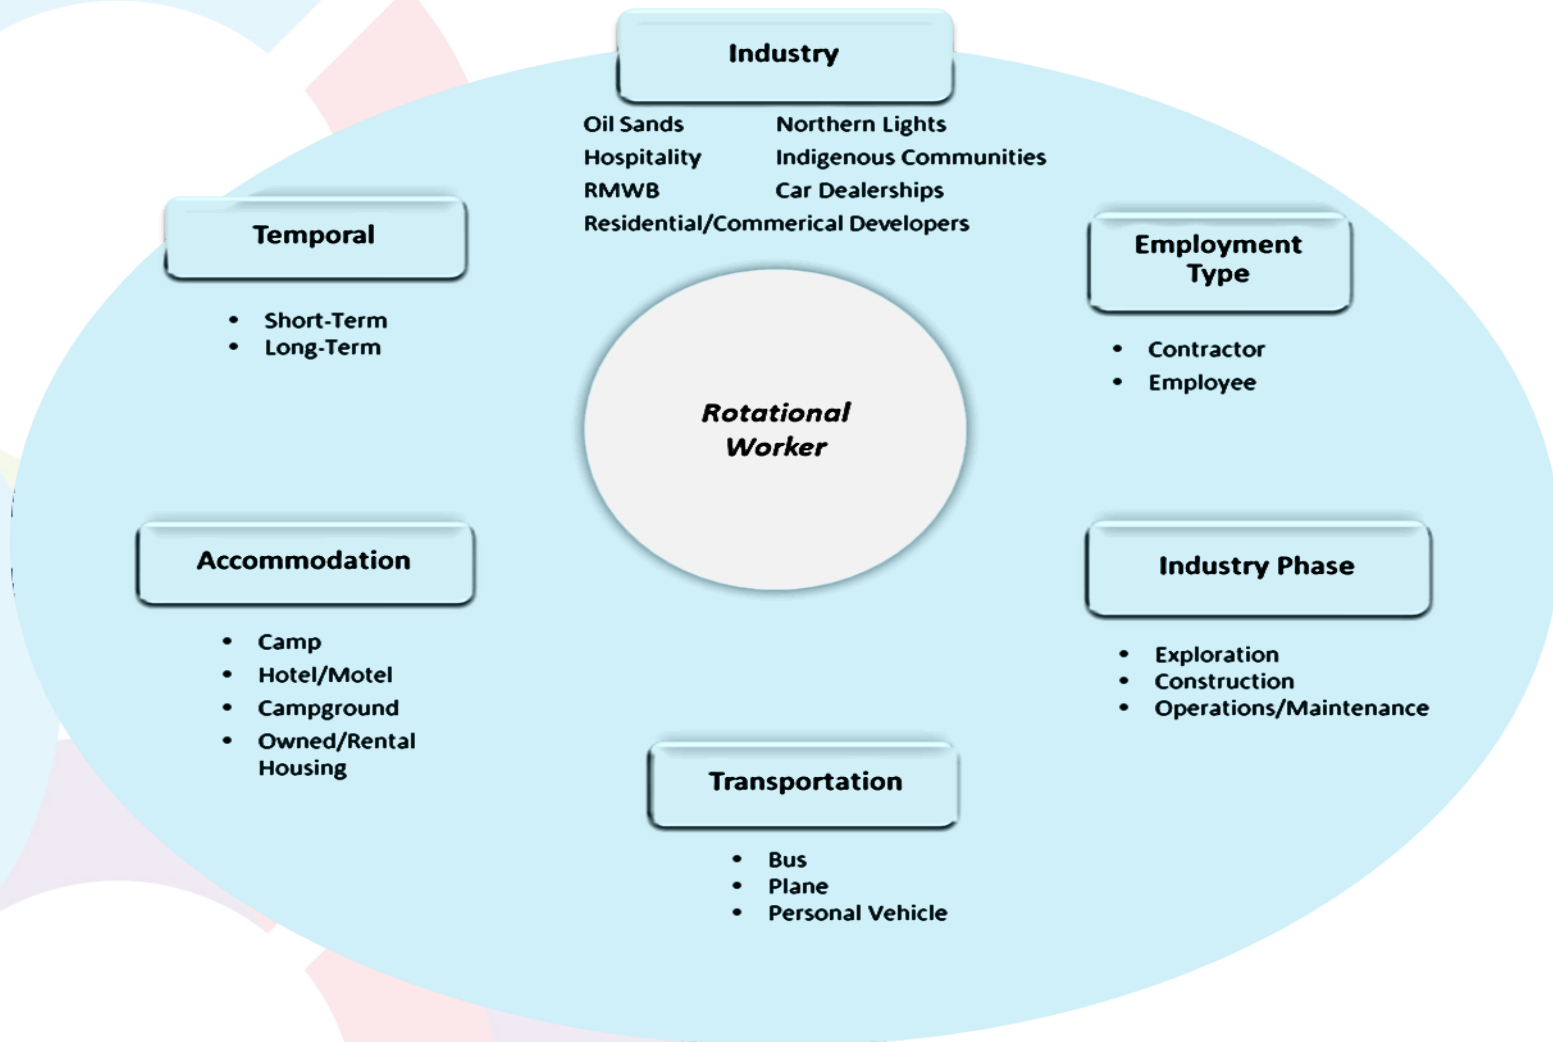 Industry
Oil Sands Northern Lights
Hospitality Indigenous Communities
RMWB Car Dealerships
Residential/Commerical Developers
Temporal
• Short-Term
• Long-Term
Employment
Type
• Contractor
• Employee
Rotational
Worker
Accommodation
• Camp
• Hotel/Motel
• Campground
• Owned/Rental
Housing
Industry Phase
• Exploration
• Construction
• Operations/Maintenance
Transportation
• Bus
• Plane
• Personal Vehicle